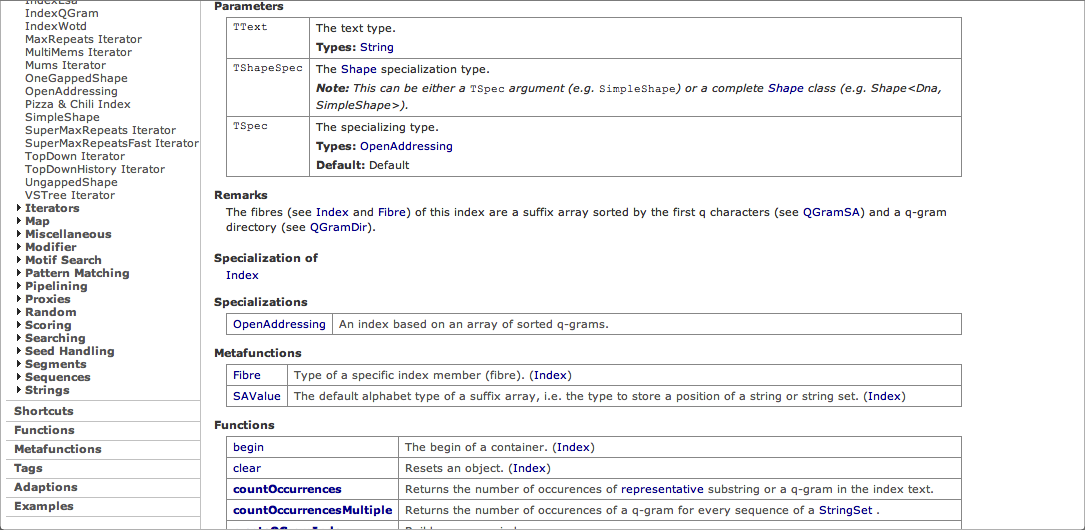 IndexEsa
IndexQGram
IndexWotd
MaxRepeats Iterator
MultiMems Iterator
Mums Iterator
OneGappedShape
OpenAddressing
Pizza & Chili Index
SimpleShape
SuperMaxRepeats Iterator
SuperMaxRepeatsFast Iterator
TopDown Iterator
TopDownHistory Iterator
UngappedShape
VSTree Iterator
Iterators
Map
Miscellaneous
Modifier
Motif Search
Pattern Matching
Pipelining
Proxies
Random
Scoring
Searching
Seed Handling
Segments
Sequences
Strings
Shortcuts
Functions
Metafunctions
Tags
Adaptions
Examples
Parameters
TText The text type.
Types: String
TShapeSpec The Shape specialization type.
Note: This can be either a TSpec argument (e.g. SimpleShape) or a complete Shape class (e.g. Shape<Dna,
SimpleShape>).
TSpec The specializing type.
Types: OpenAddressing
Default: Default
Remarks
The fibres (see Index and Fibre) of this index are a suffix array sorted by the first q characters (see QGramSA) and a q-gram
directory (see QGramDir).
Specialization of
Index
Specializations
OpenAddressing An index based on an array of sorted q-grams.
Metafunctions
Fibre Type of a specific index member (fibre). (Index)
SAValue The default alphabet type of a suffix array, i.e. the type to store a position of a string or string set. (Index)
Functions
begin The begin of a container. (Index)
clear Resets an object. (Index)
countOccurrences Returns the number of occurences of representative substring or a q-gram in the index text.
countOccurrencesMultiple Returns the number of occurences of a q-gram for every sequence of a StringSet .